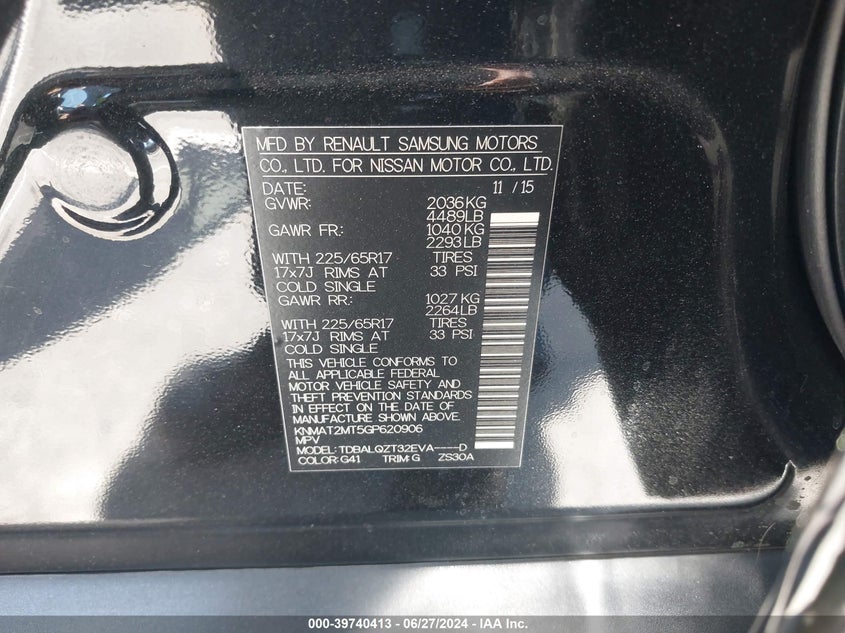 MFD BY RENAULT SAMSUNG MOTORS
CO., LTD. FOR NISSAN MOTOR CO., LTD.
DATE: 11 / 15
GVWR: 2036 KG
4489LB
GAWR FR.: 1040 KG
2293 LB
WITH 225/65R17 TIRES
17x7J RIMS AT 33 PSI
COLD SINGLE
GAWR RR.: 1027 KG
2264LB
WITH 225/65R17 TIRES
17x7J RIMS AT 33 PSI
COLD SINGLE
THIS VEHICLE CONFORMS TO
ALL APPLICABLE FEDERAL
MOTOR VEHICLE SAFETY AND
THEFT PREVENTION STANDARDS
IN EFFECT ON THE DATE OF
MANUFACTURE SHOWN ABOVE.
KNMAT2MT5GP620906
MPV
MODEL: TDBALQZT32EVA----D
COLOR: G41 TRIM: G ZS30A
000-39740413 - 06/27/2024 - IAA Inc.